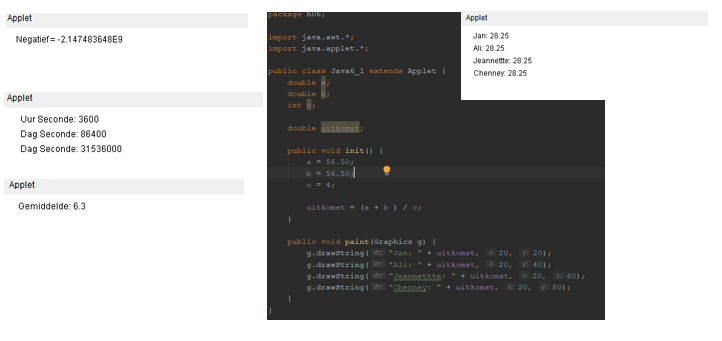 Applet
Negatief = -2.147483648E9
Applet
Uur Seconde: 3600
Dag Seconde: 86400
Dag Seconde: 31536000
Applet
Gemiddelde: 6.3
package h06;
import java.awt.*;
import java.applet.*;
public class Java6_1 extends Applet {
double a;
double b;
int c;
double uitkomst;
public void init() {
a = 56.50;
b = 56.50;
c = 4;
uitkomst = (a + b ) / c;
}
public void paint(Graphics g) {
g.drawString( str: "Jan: " + uitkomst, x: 20, y: 20);
g.drawString( str: "Ali: " + uitkomst, x: 20, y: 40);
g.drawString( str: "Jeannettte: " + uitkomst, x: 20, y: 60);
g.drawString( str: "Chenney: " + uitkomst, x: 20, y: 80);
}
}
Applet
Jan: 28.25
Ali: 28.25
Jeannettte: 28.25
Chenney: 28.25